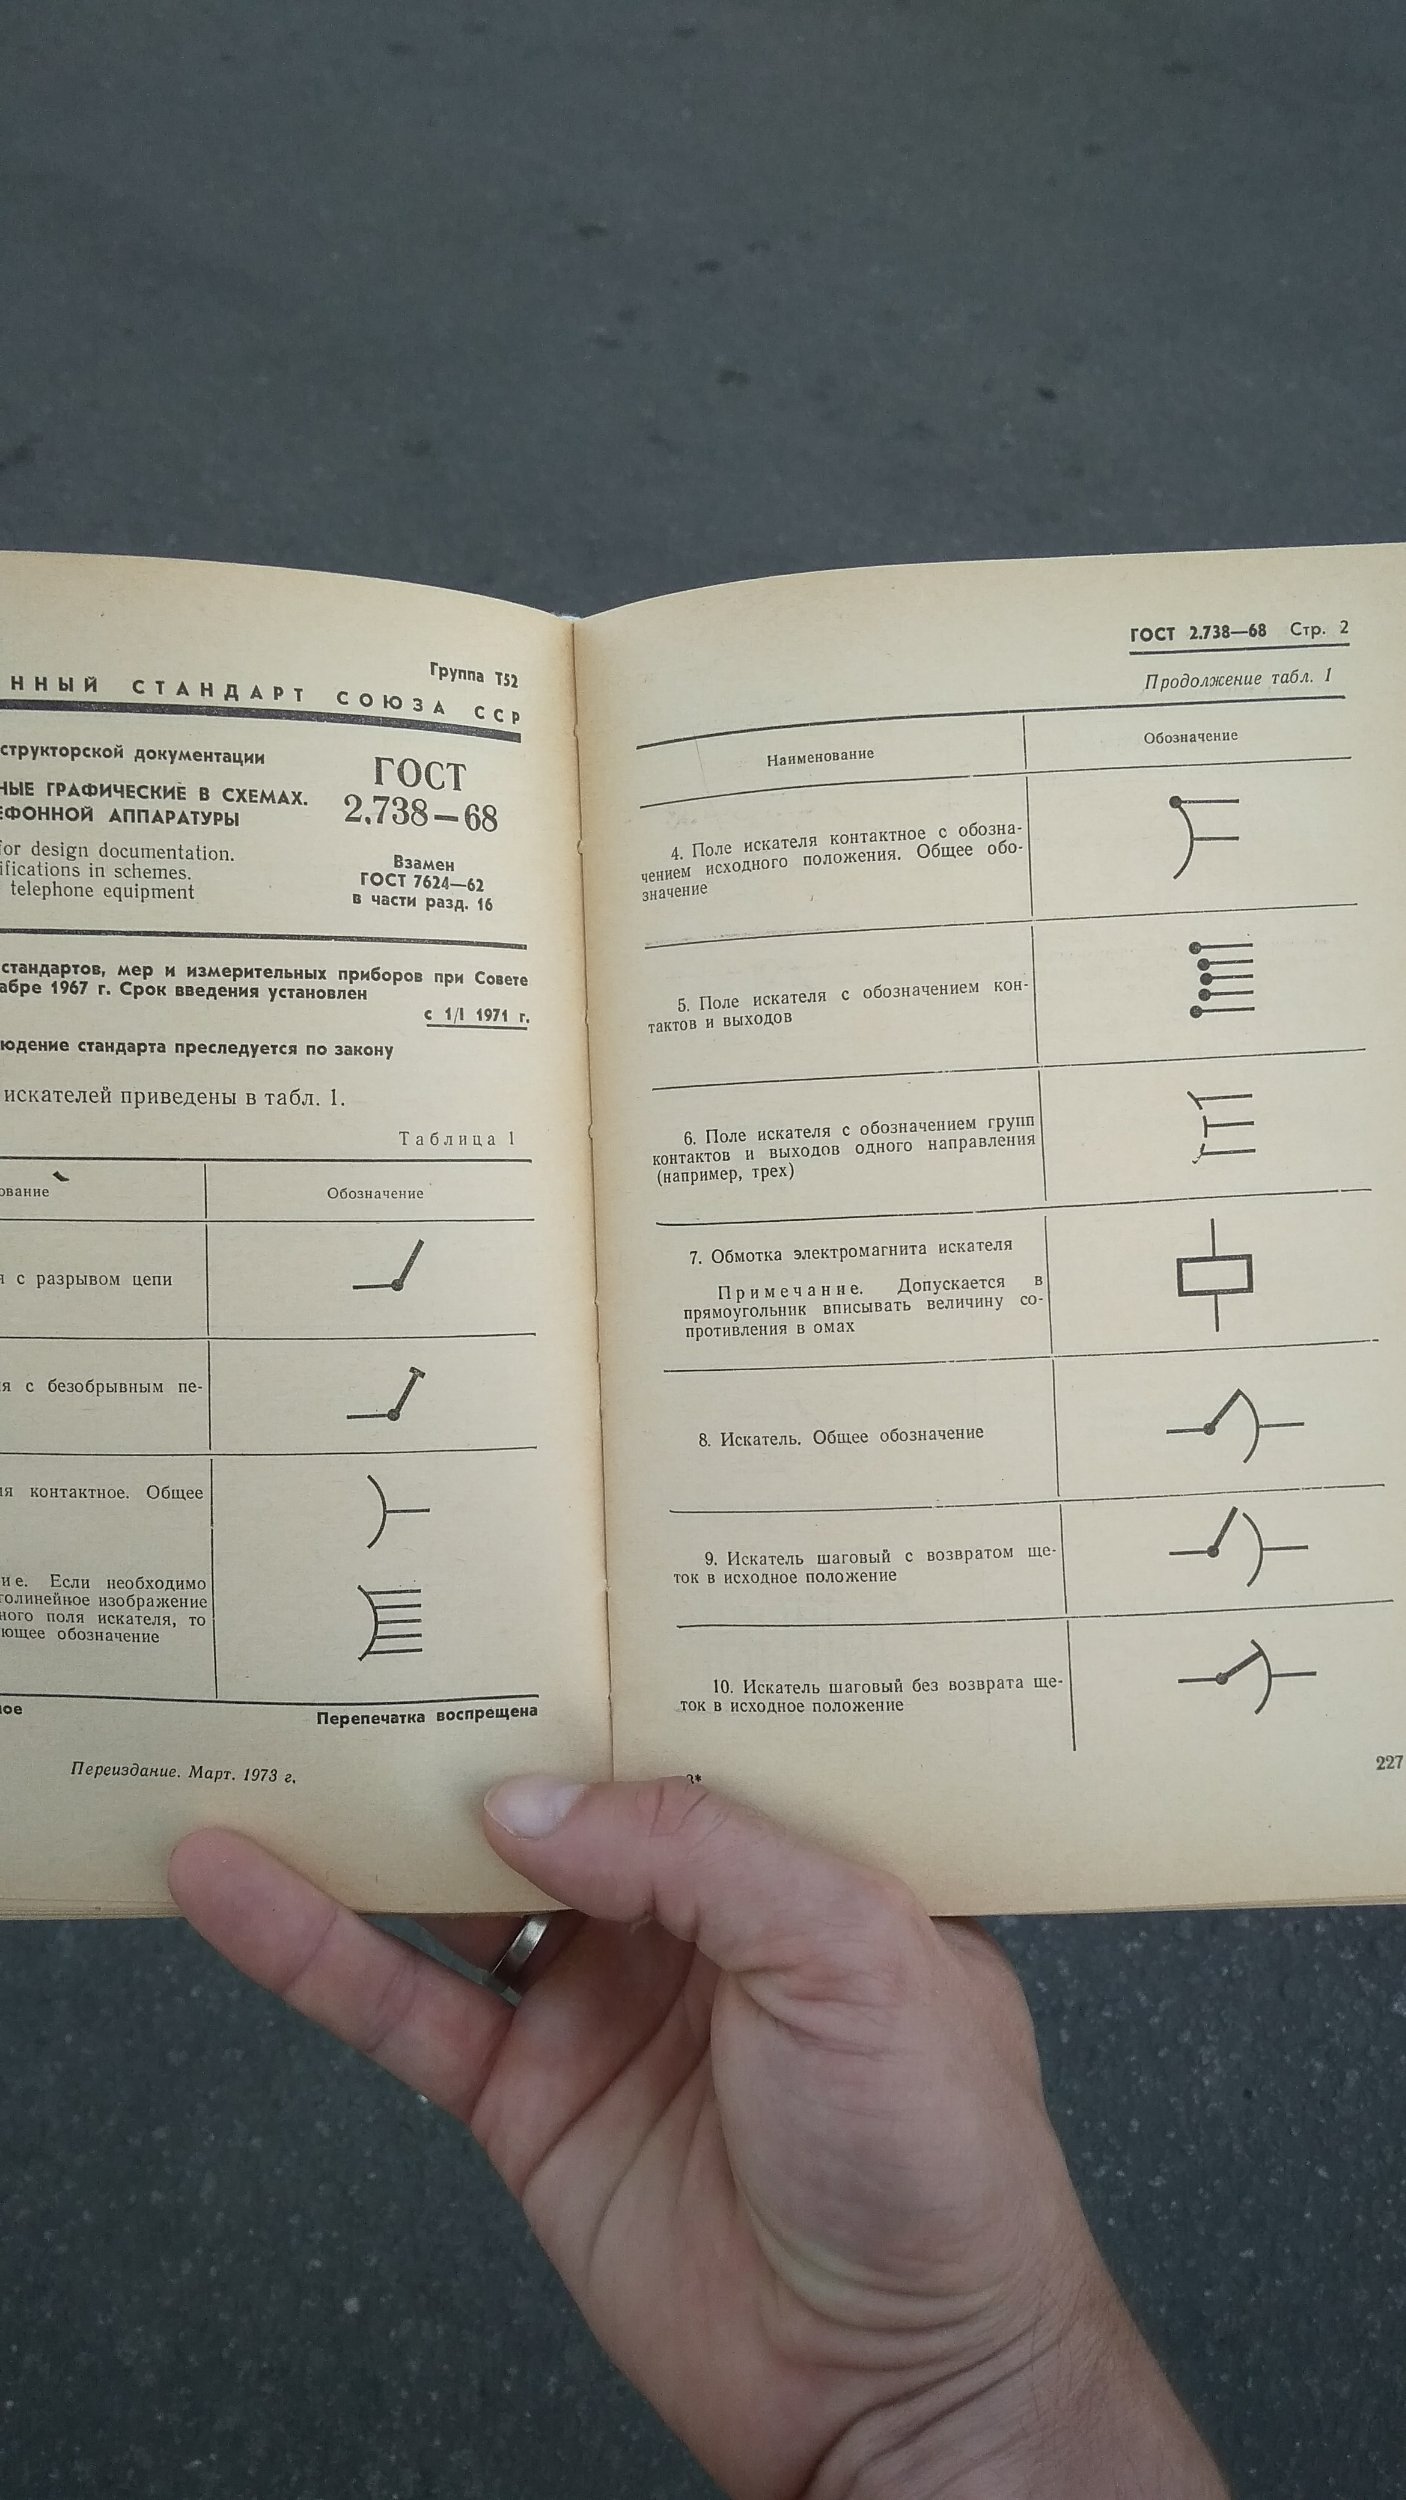 Группа Т52
ННЫЙ СТАНДАРТ СОЮЗА ССР
структорской документации
НЫЕ ГРАФИЧЕСКИЕ В СХЕМАХ.
ЕФОННОЙ АППАРАТУРЫ
for design documentation.
ifications in schemes.
telephone equipment
ГОСТ
2.738—68
Взамен
ГОСТ 7624—62
в части разд. 16
стандартов, мер и измерительных приборов при Совете
абре 1967 г. Срок введения установлен
с 1/I 1971 г.
юдение стандарта преследуется по закону
искателей приведены в табл. 1.
Таблица 1
ование
Обозначение
я с разрывом цепи
я с безобрывным пе-
ия контактное. Общее
ие. Если необходимо
голинейное изображение
ного поля искателя, то
ющее обозначение
ное
Перепечатка воспрещена
Переиздание. Март. 1973 г.
ГОСТ 2.738—68 Стр. 2
Продолжение табл. 1
Наименование
Обозначение
4. Поле искателя контактное с обозна-
чением исходного положения. Общее обо-
значение
5. Поле искателя с обозначением кон-
тактов и выходов
6. Поле искателя с обозначением групп
контактов и выходов одного направления
(например, трех)
7. Обмотка электромагнита искателя
Примечание. Допускается в
прямоугольник вписывать величину со-
противления в омах
8. Искатель. Общее обозначение
9. Искатель шаговый с возвратом ще-
ток в исходное положение
10. Искатель шаговый без возврата ще-
ток в исходное положение
227